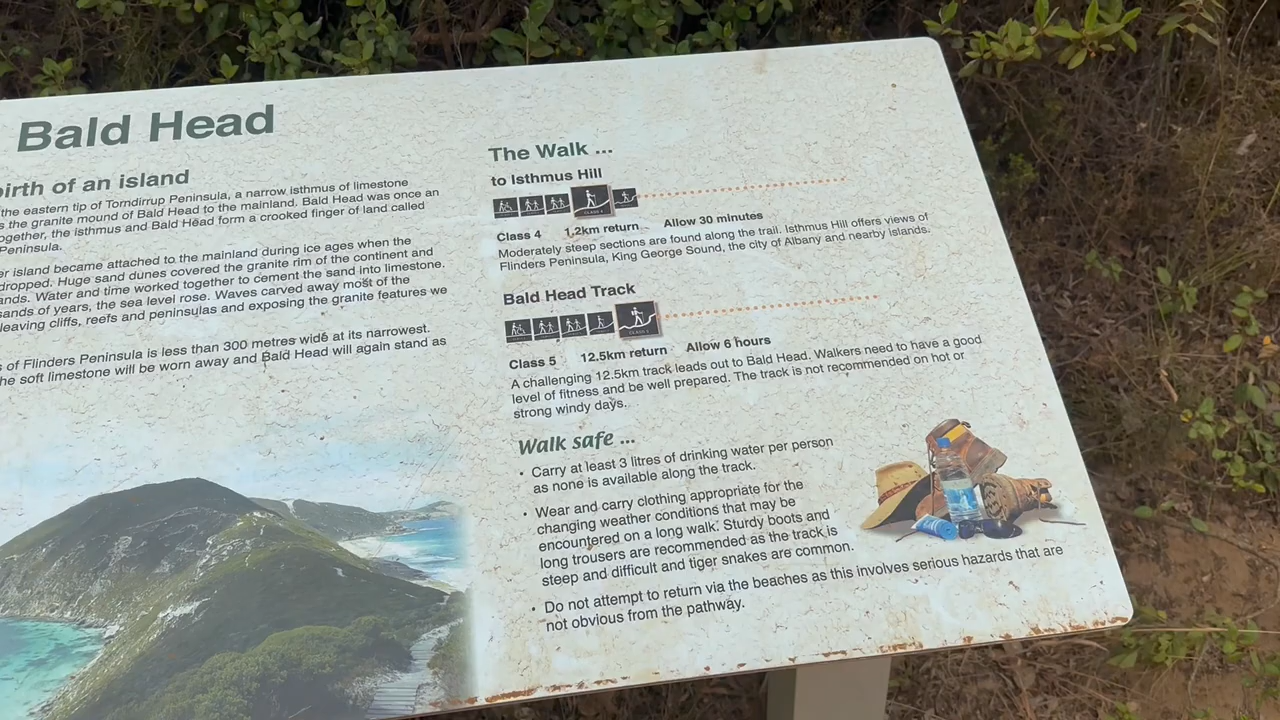 Bald Head
birth of an island
the eastern tip of Torndirrup Peninsula, a narrow isthmus of limestone
s the granite mound of Bald Head to the mainland. Bald Head was once an
ogether, the isthmus and Bald Head form a crooked finger of land called
Peninsula.
er island became attached to the mainland during ice ages when the
dropped. Huge sand dunes covered the granite rim of the continent and
ands. Water and time worked together to cement the sand into limestone.
sands of years, the sea level rose. Waves carved away most of the
leaving cliffs, reefs and peninsulas and exposing the granite features we
s of Flinders Peninsula is less than 300 metres wide at its narrowest.
he soft limestone will be worn away and Bald Head will again stand as
The Walk ...
to Isthmus Hill
CLASS 4
Class 4 1.2km return Allow 30 minutes
Moderately steep sections are found along the trail. Isthmus Hill offers views of
Flinders Peninsula, King George Sound, the city of Albany and nearby islands.
Bald Head Track
CLASS 5
Class 5 12.5km return Allow 6 hours
A challenging 12.5km track leads out to Bald Head. Walkers need to have a good
level of fitness and be well prepared. The track is not recommended on hot or
strong windy days.
Walk safe ...
• Carry at least 3 litres of drinking water per person
as none is available along the track.
• Wear and carry clothing appropriate for the
changing weather conditions that may be
encountered on a long walk. Sturdy boots and
long trousers are recommended as the track is
steep and difficult and tiger snakes are common.
• Do not attempt to return via the beaches as this involves serious hazards that are
not obvious from the pathway.